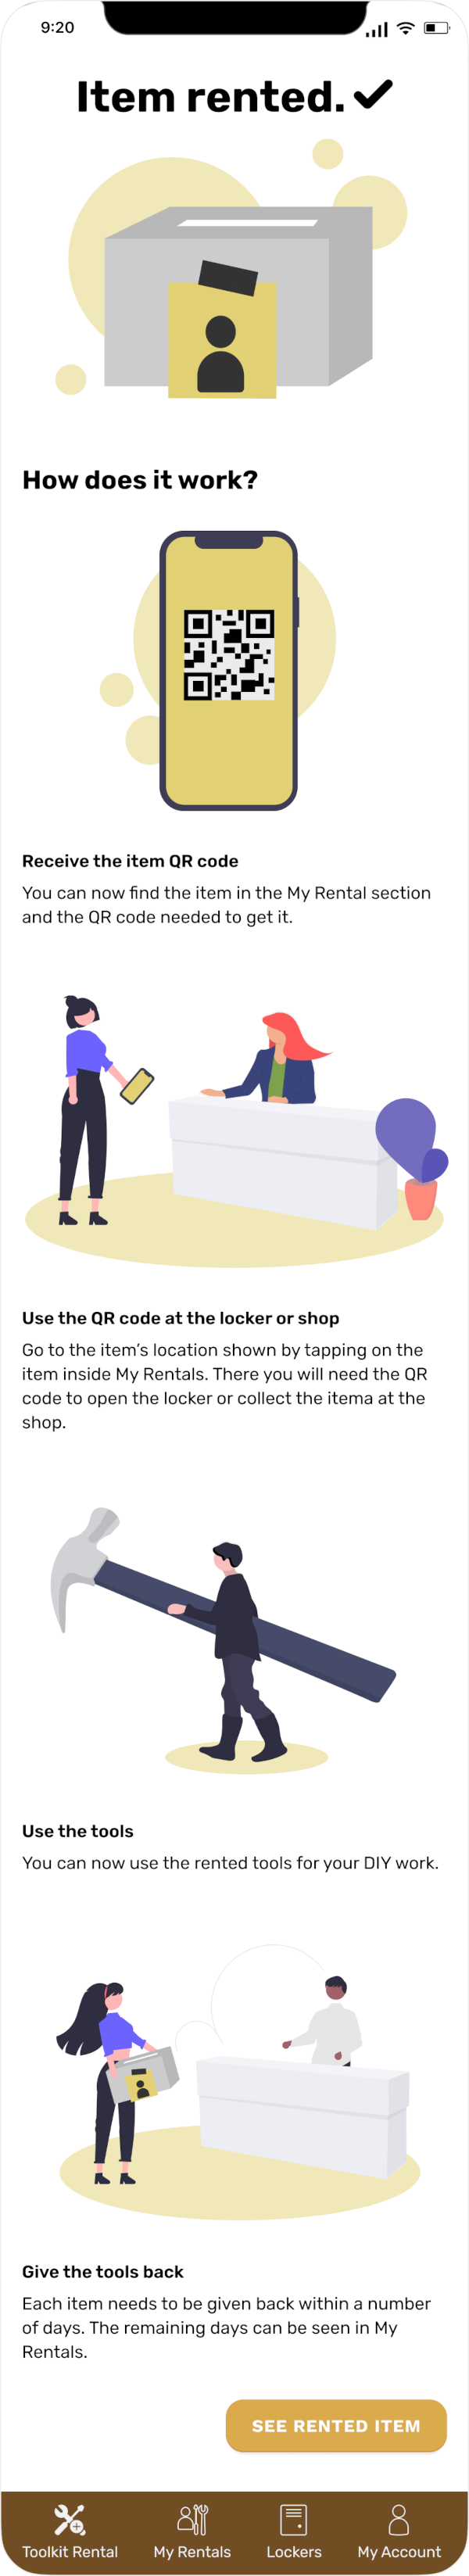 9:20
Item rented.
How does it work?
Receive the item QR code
You can now find the item in the My Rental section
and the QR code needed to get it.
Use the QR code at the locker or shop
Go to the item's location shown by tapping on the
item inside My Rentals. There you will need the QR
code to open the locker or collect the itema at the
shop.
Use the tools
You can now use the rented tools for your DIY work.
Give the tools back
Each item needs to be given back within a number
of days. The remaining days can be seen in My
Rentals.
SEE RENTED ITEM
Toolkit Rental My Rentals Lockers My Account